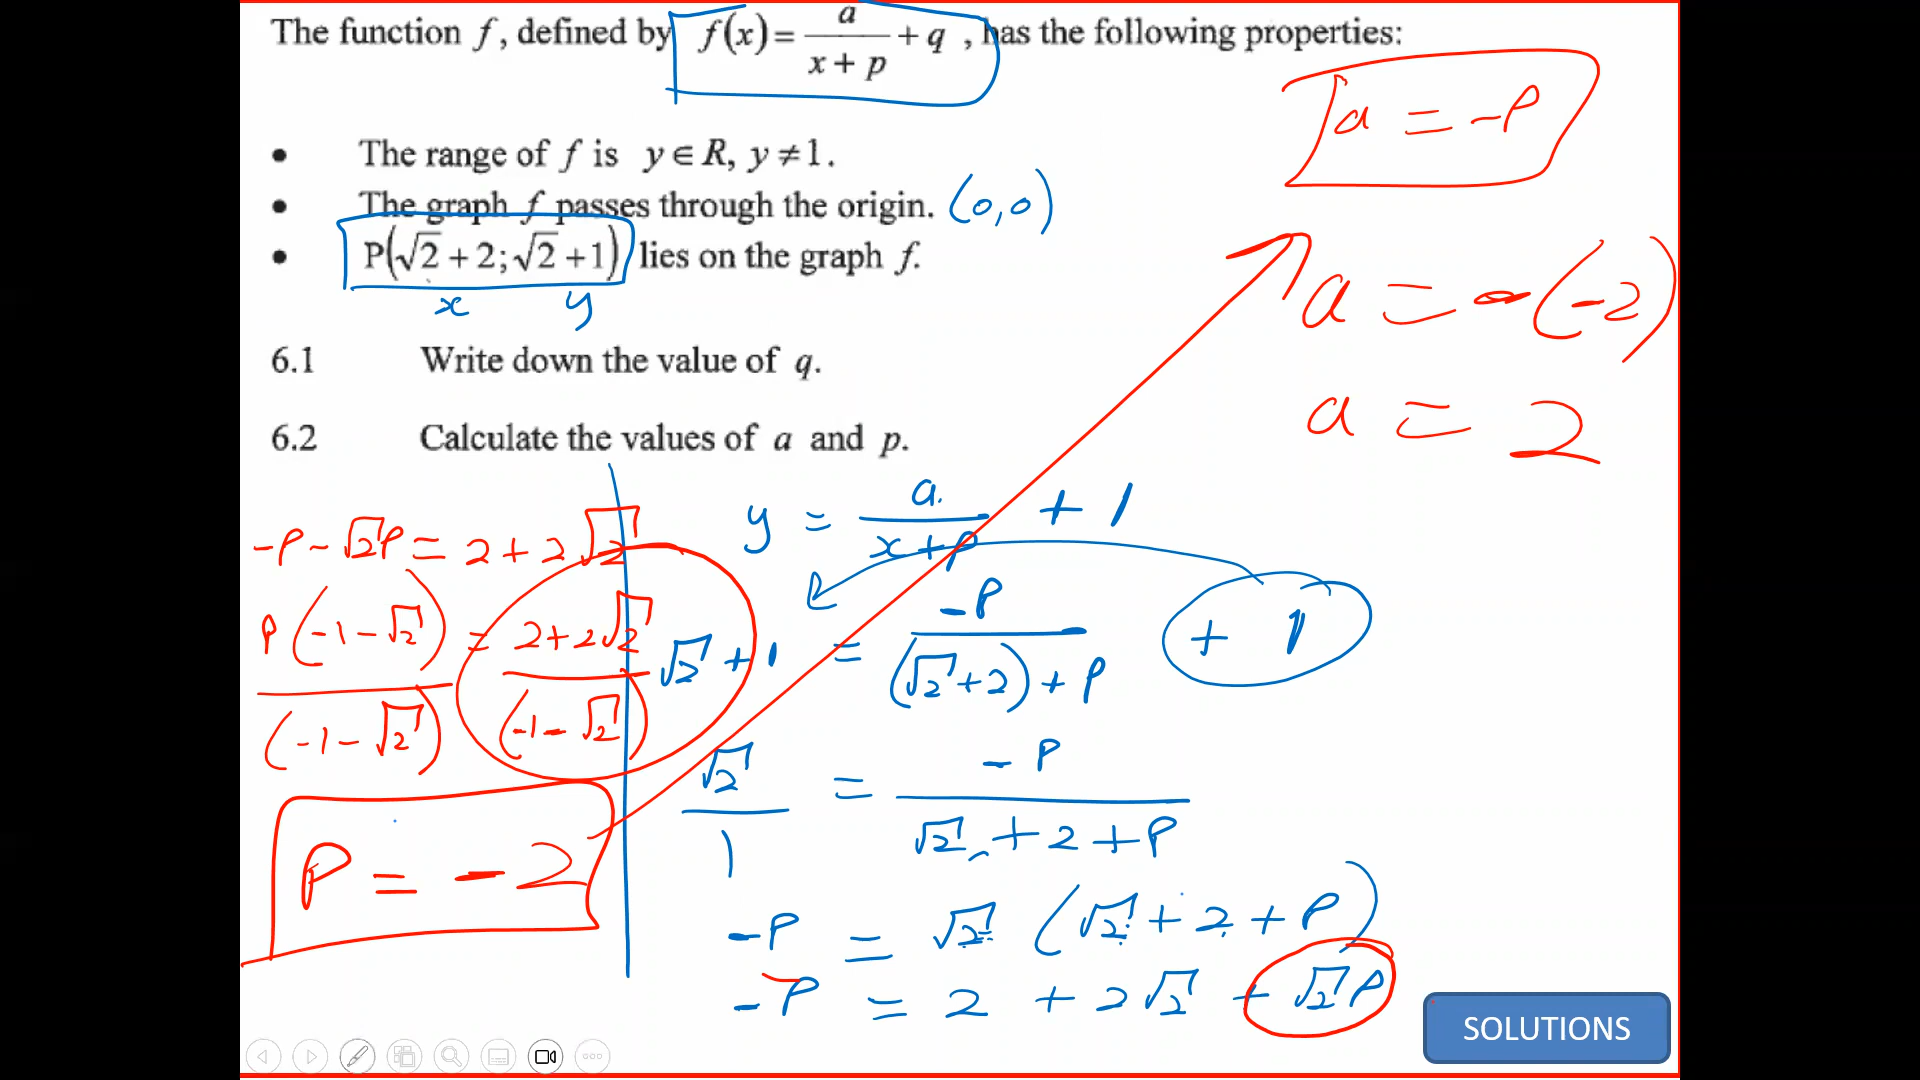 The function f, defined by f(x) = a/(x + p) + q, has the following properties:
a = -P
• The range of f is y ∈ R, y ≠ 1.
• The graph f passes through the origin. (0,0)
• P(√2 + 2; √2 + 1) lies on the graph f.
x y
a = -(-2)
6.1 Write down the value of q.
a = 2
6.2 Calculate the values of a and p.
y = a/(x+p) + 1
√2 + 1 = -P/((√2+2)+P) + 1
√2/1 = -P/(√2 + 2 + P)
-P = √2 (√2 + 2 + P)
-P = 2 + 2√2 + √2P
-P - √2P = 2 + 2√2
P(-1-√2)/(-1-√2) = 2+2√2/(-1-√2)
P = -2
SOLUTIONS